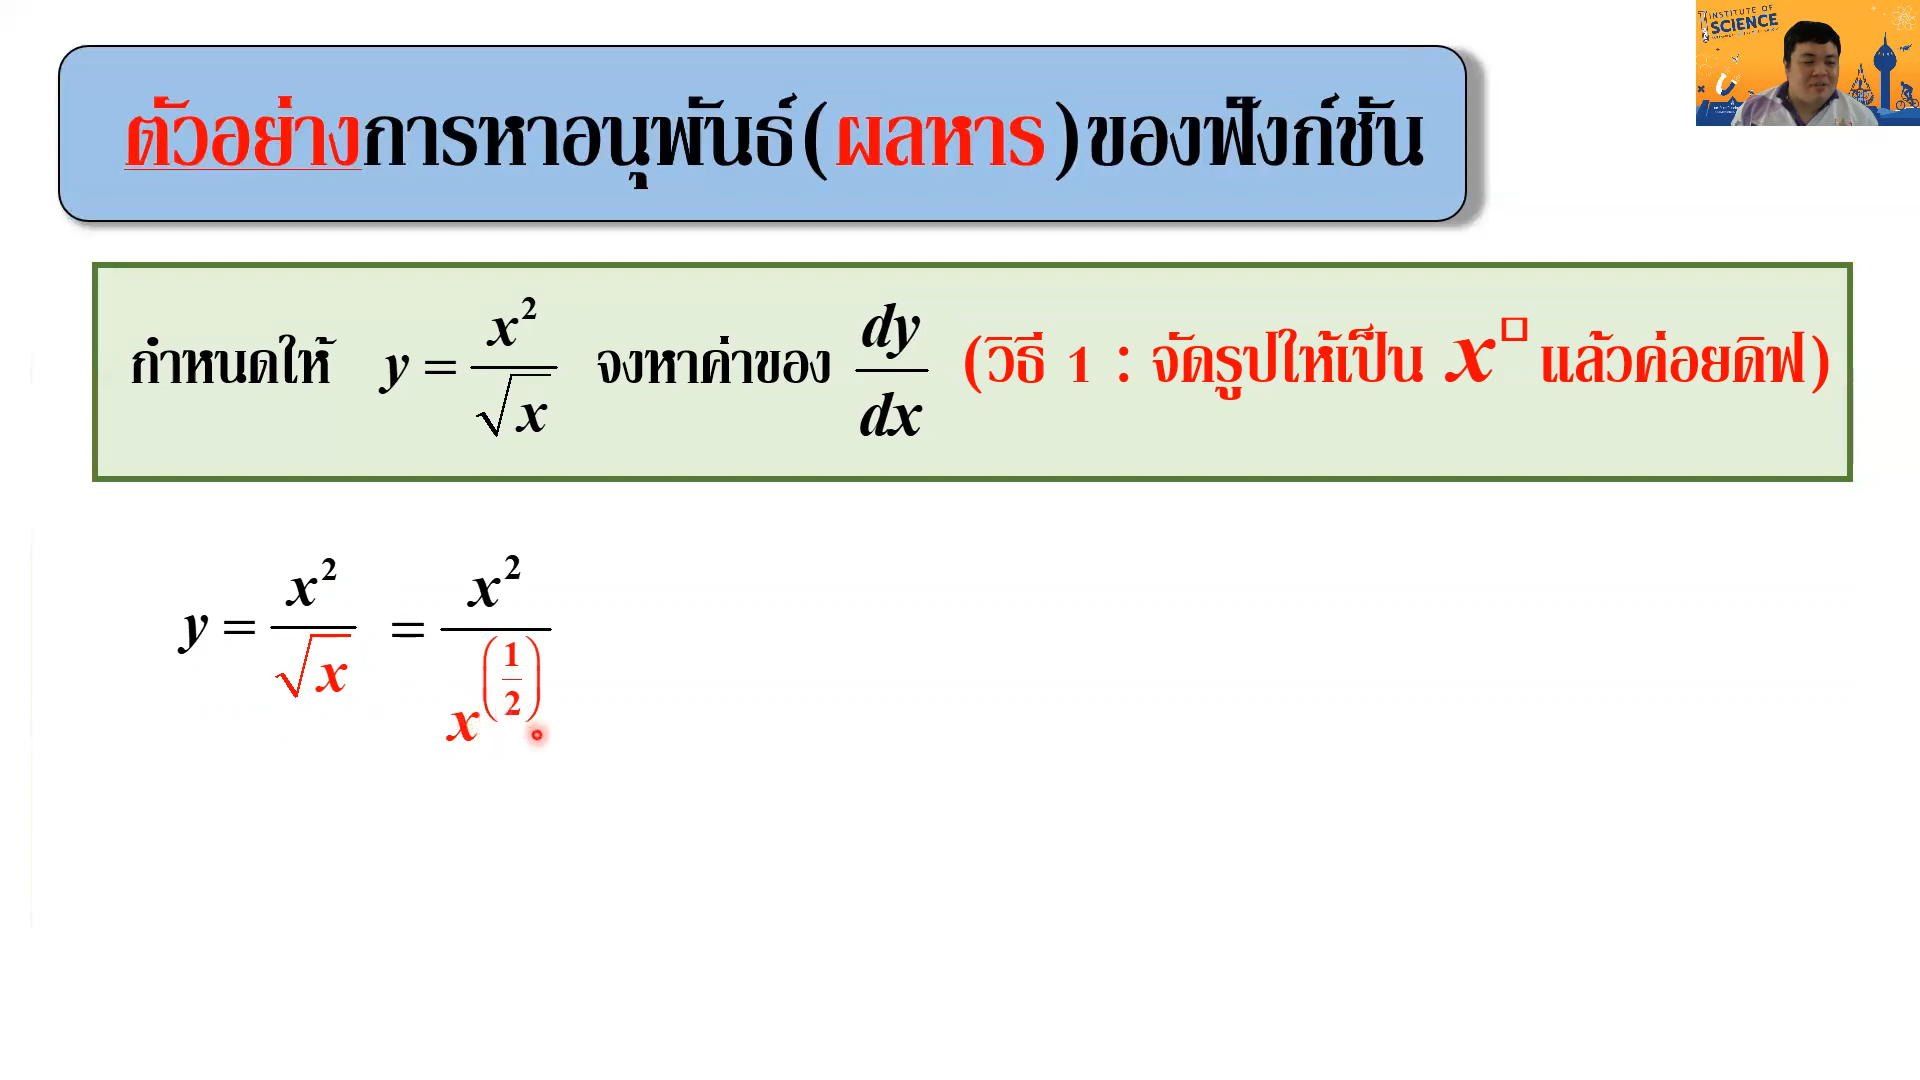 INSTITUTE OF
SCIENCE
ตัวอย่างการหาอนุพันธ์(ผลหาร)ของฟังก์ชัน
กำหนดให้ y = x²/√x จงหาค่าของ dy/dx (วิธี 1 : จัดรูปให้เป็น x^□ แล้วค่อยดิฟ)
y = x²/√x = x²/x^(1/2)